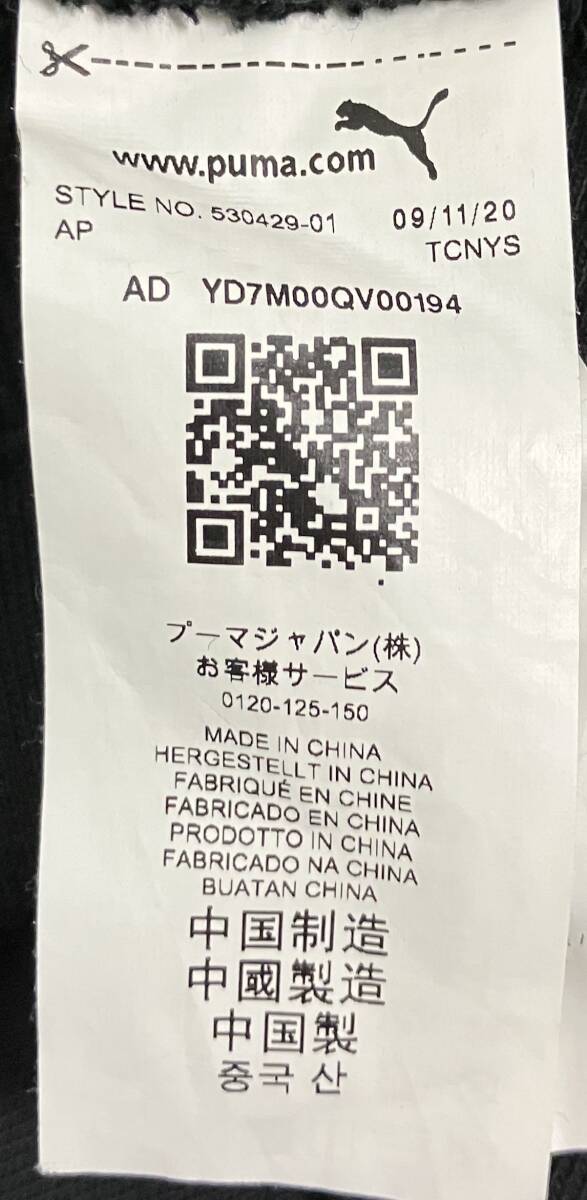 www.puma.com
STYLE NO. 530429-01 09/11/20
AP TCNYS
AD YD7M00QV00194
プーマジャパン(株)
お客様サービス
0120-125-150
MADE IN CHINA
HERGESTELLT IN CHINA
FABRIQUÉ EN CHINE
FABRICADO EN CHINA
PRODOTTO IN CHINA
FABRICADO NA CHINA
BUATAN CHINA
中国制造
中國製造
中国製
중국 산